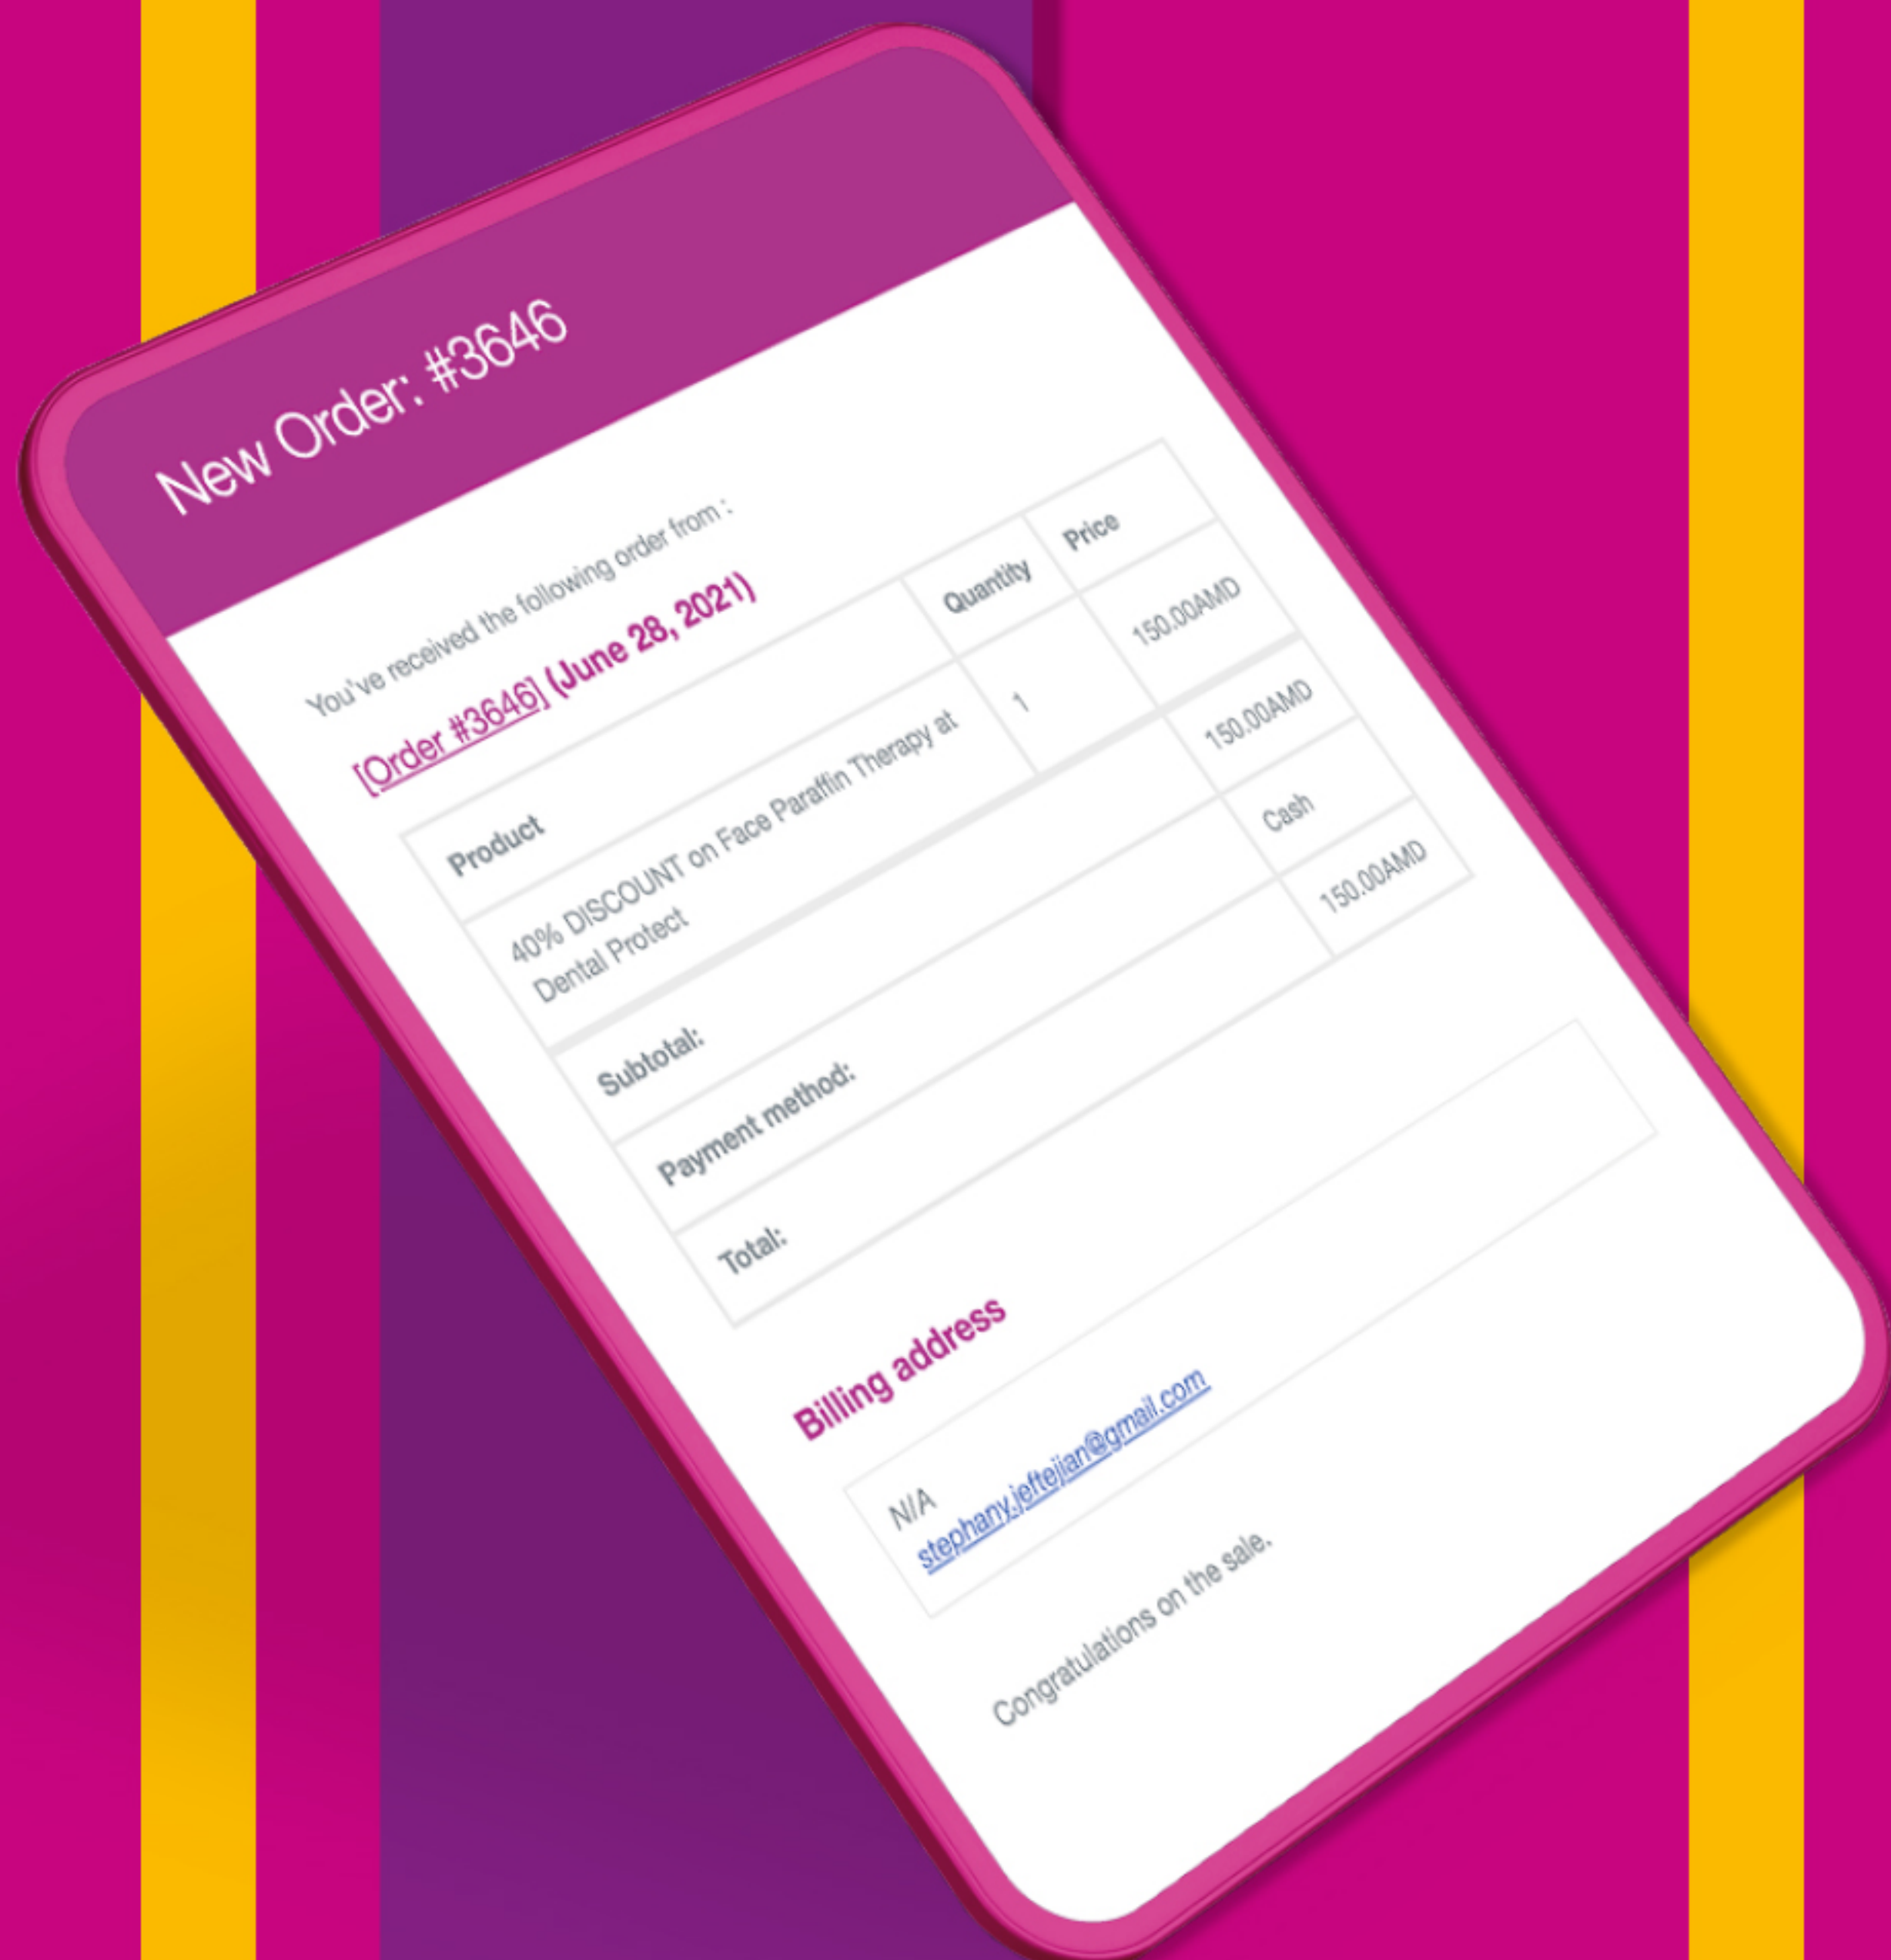 New Order: #3646
You've received the following order from :
[Order #3646] (June 28, 2021)
Product Quantity Price
40% DISCOUNT on Face Paraffin Therapy at
Dental Protect
1 150.00AMD
Subtotal: 150.00AMD
Payment method: Cash
Total: 150.00AMD
Billing address
N/A
stephany.jeftejian@gmail.com
Congratulations on the sale.